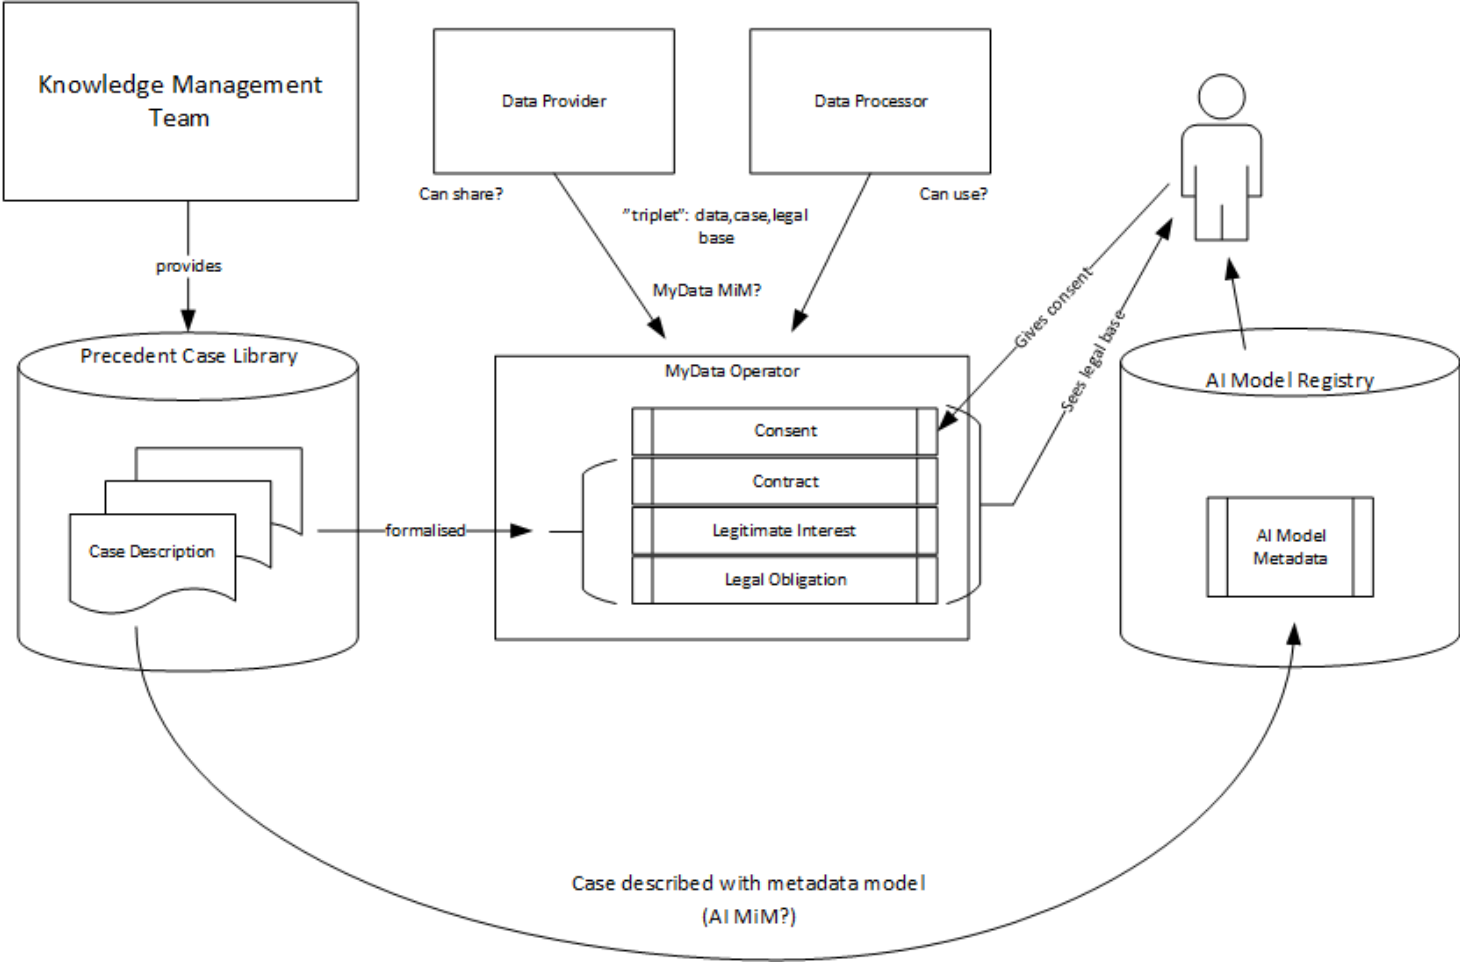 Knowledge Management
Team
Data Provider
Data Processor
Can share?
Can use?
"triplet": data,case,legal
base
provides
MyData MiM?
Gives consent
Sees legal base
Precedent Case Library
MyData Operator
AI Model Registry
Consent
Contract
Legitimate Interest
Legal Obligation
formalised
Case Description
AI Model
Metadata
Case described with metadata model
(AI MiM?)